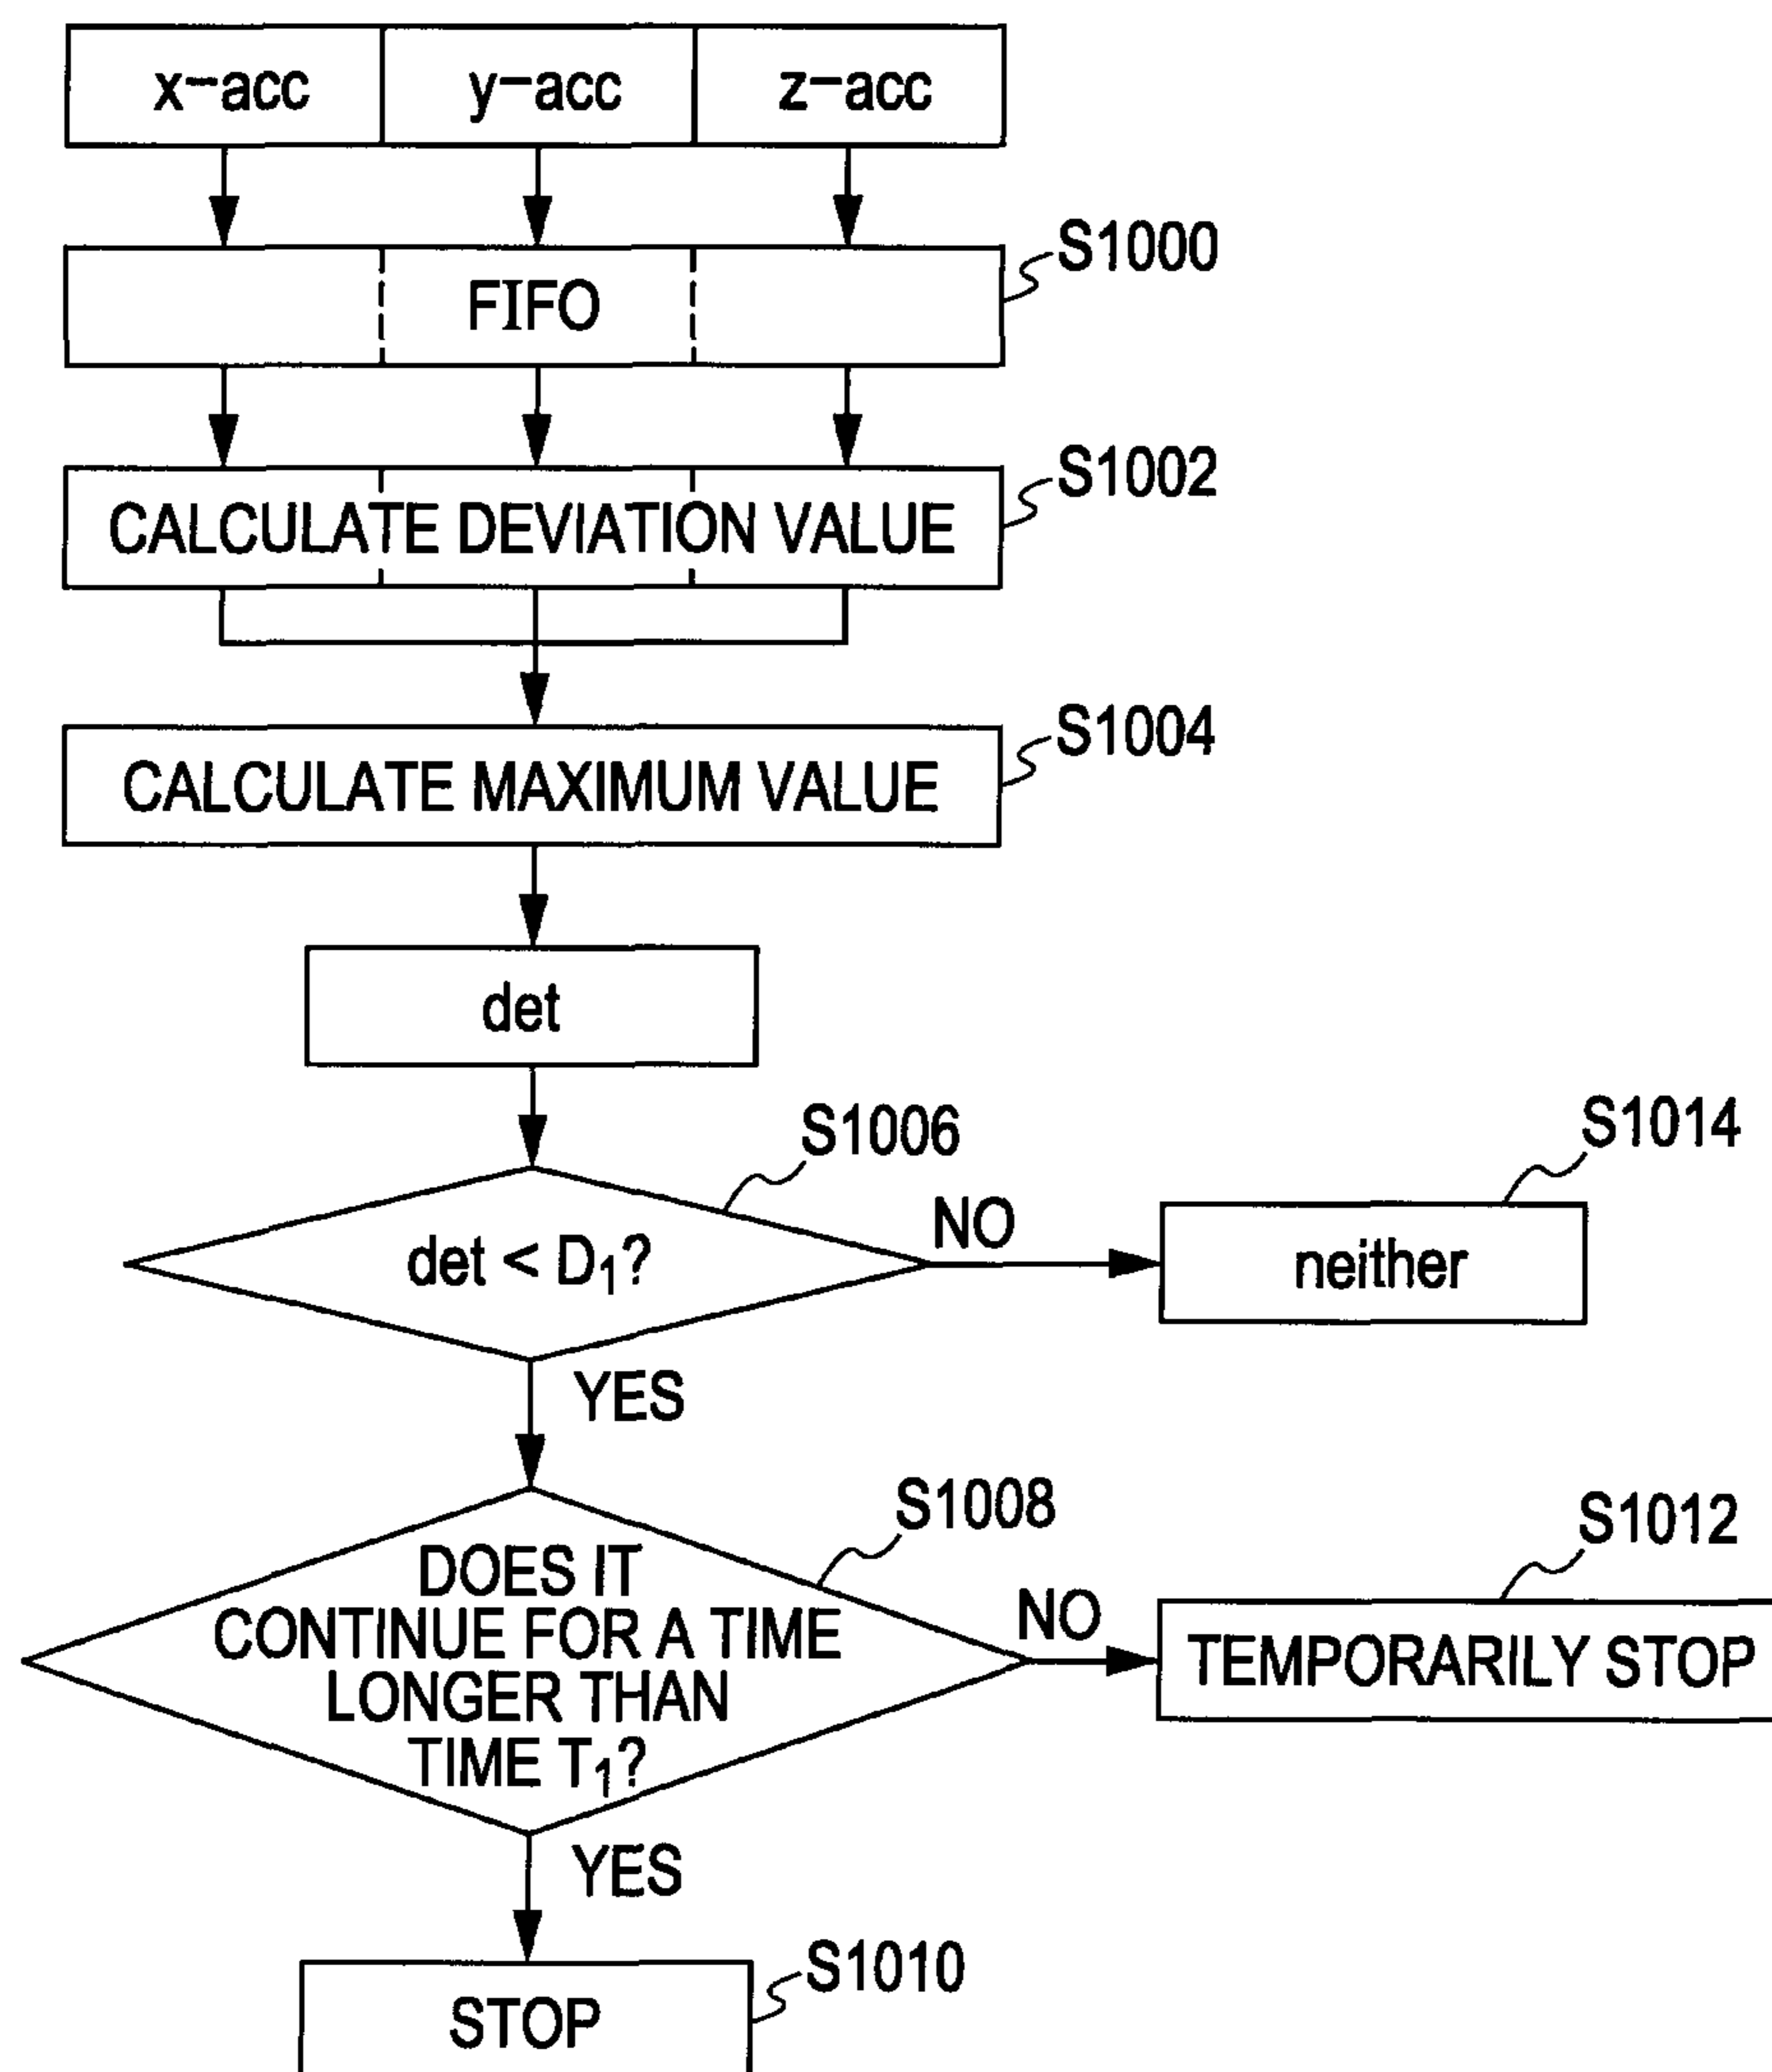 x-acc y-acc z-acc
S1000
FIFO
S1002
CALCULATE DEVIATION VALUE
S1004
CALCULATE MAXIMUM VALUE
det
S1006
S1014
det < D₁?
NO
neither
YES
S1008
S1012
DOES IT
CONTINUE FOR A TIME
LONGER THAN
TIME T₁?
NO
TEMPORARILY STOP
YES
S1010
STOP